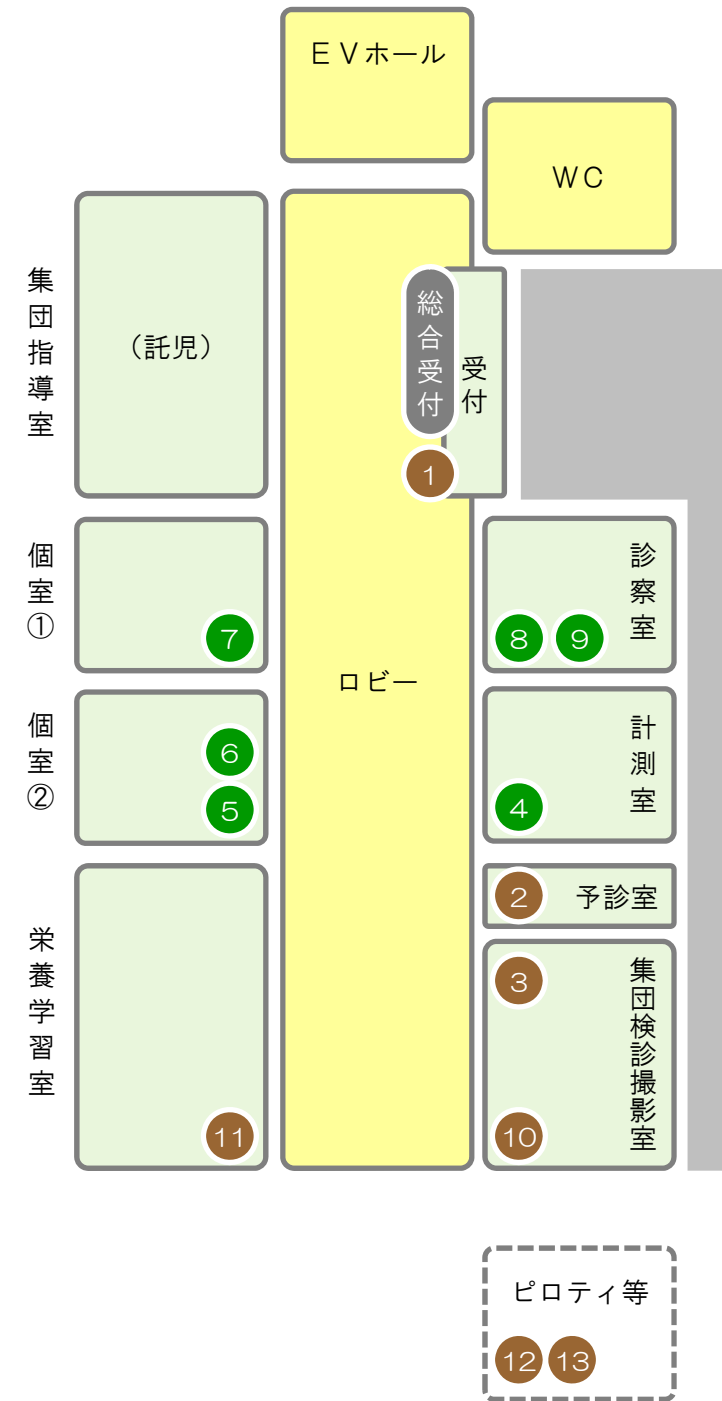 ＥＶホール
ＷＣ
集団指導室
（託児）
総合受付
受付
1
個室①
7
診察室
8 9
ロビー
個室②
6
5
計測室
4
2 予診室
栄養学習室
11
3
集団検診撮影室
10
ピロティ等
12 13